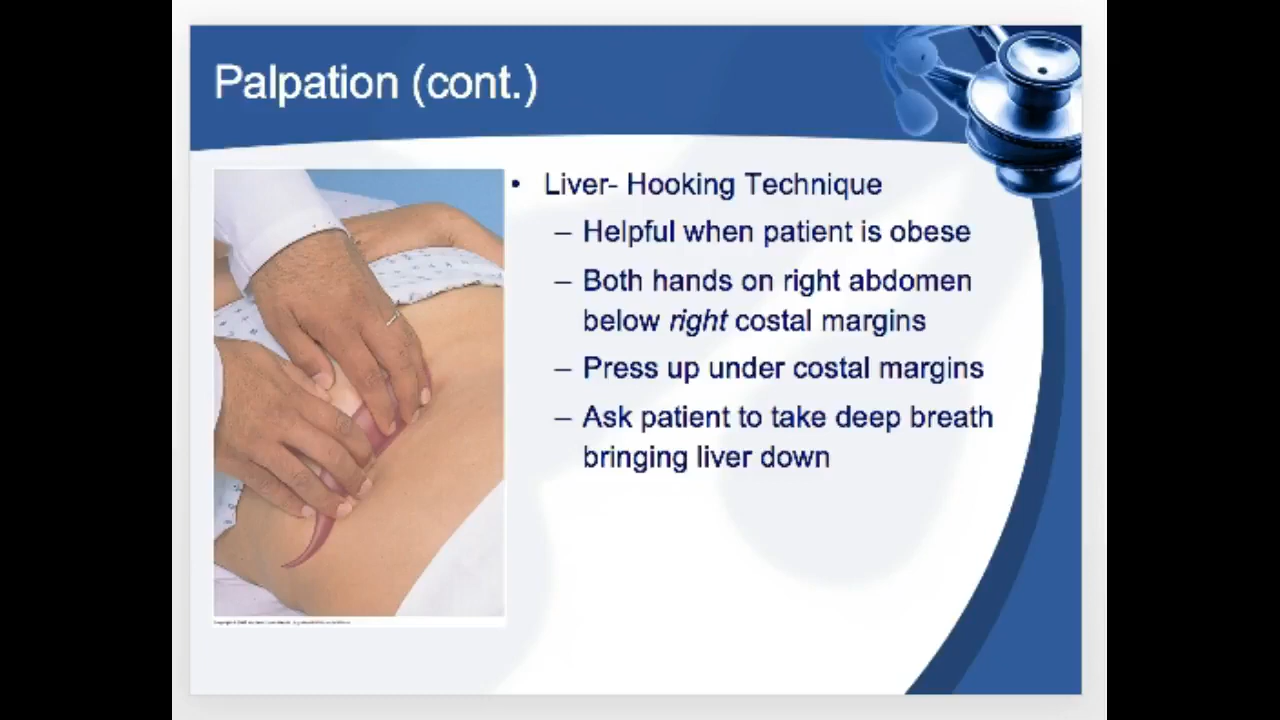 Palpation (cont.)
• Liver- Hooking Technique
– Helpful when patient is obese
– Both hands on right abdomen
below right costal margins
– Press up under costal margins
– Ask patient to take deep breath
bringing liver down